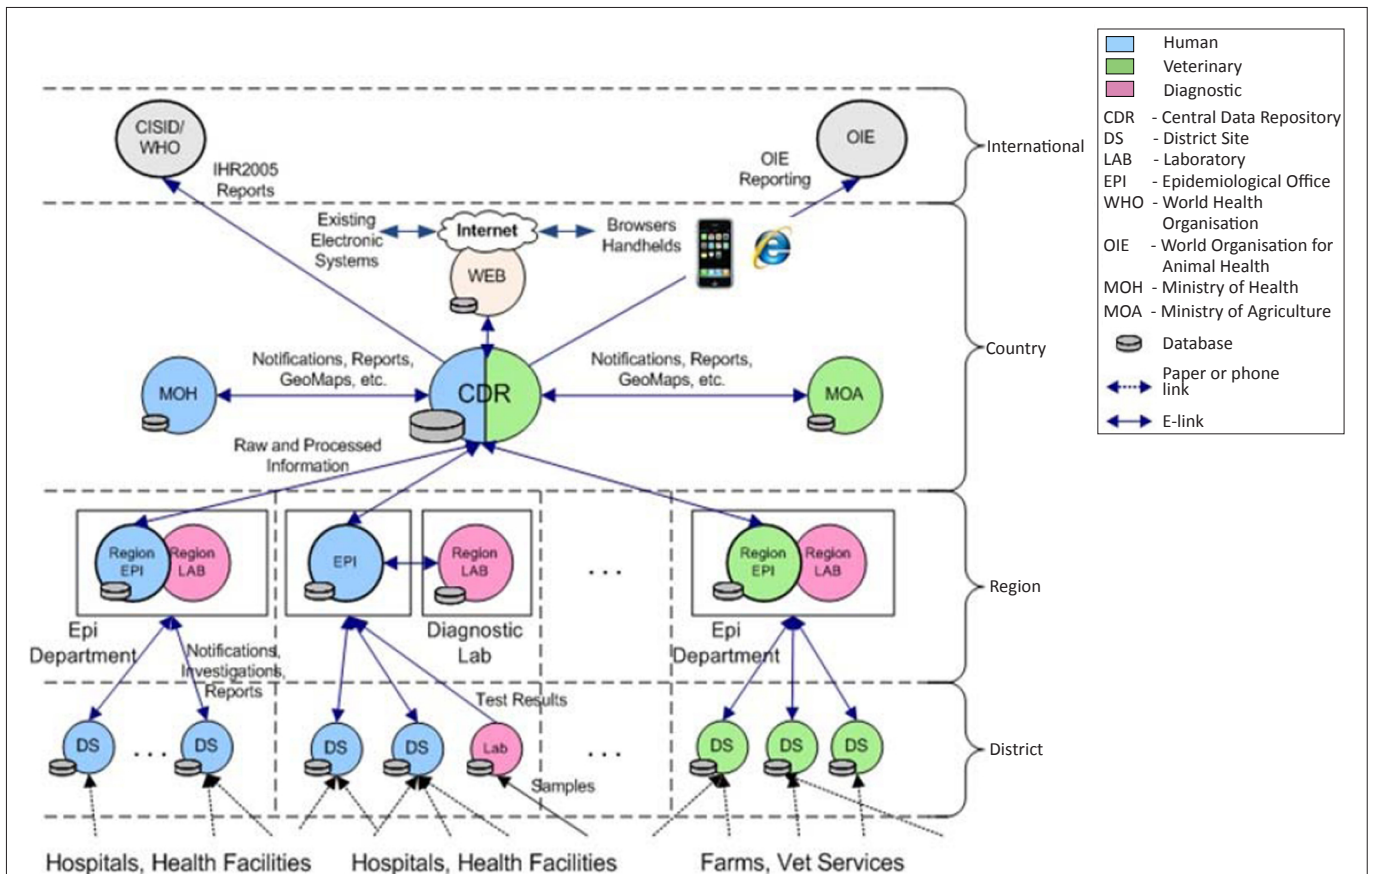 Human
Veterinary
Diagnostic
CDR - Central Data Repository
DS - District Site
LAB - Laboratory
EPI - Epidemiological Office
WHO - World Health
Organisation
OIE - World Organisation for
Animal Health
MOH - Ministry of Health
MOA - Ministry of Agriculture
Database
Paper or phone
link
E-link
CISID/
WHO
IHR2005
Reports
OIE
Reporting
OIE
International
Existing
Electronic
Systems
Internet
Browsers
Handhelds
WEB
Country
Notifications, Reports,
GeoMaps, etc.
Notifications, Reports,
GeoMaps, etc.
MOH
CDR
MOA
Raw and Processed
Information
Region
EPI
Region
LAB
EPI
Region
LAB
. . .
Region
EPI
Region
LAB
Region
Epi
Department
Notifications,
Investigations,
Reports
Diagnostic
Lab
Epi
Department
Test Results
DS
. . .
DS
DS
DS
Lab
. . .
DS
DS
DS
District
Samples
Hospitals, Health Facilities
Hospitals, Health Facilities
Farms, Vet Services